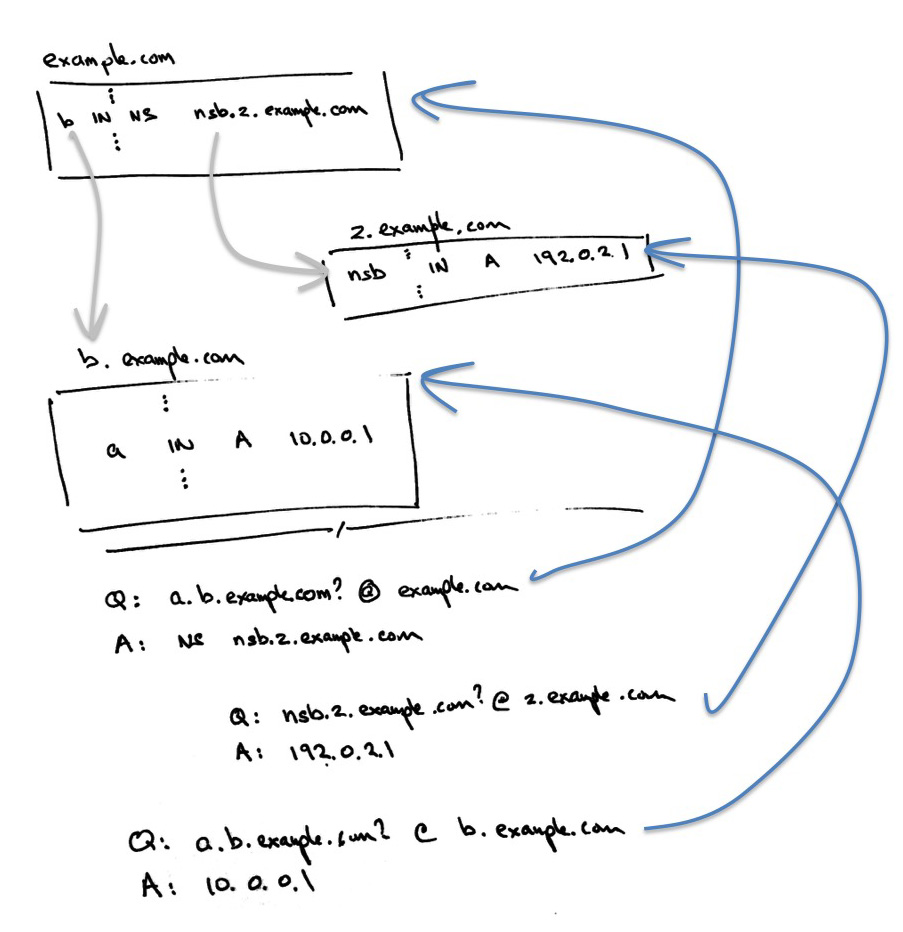 example.com
⋮
b IN NS nsb.z.example.com
⋮
z.example.com
⋮
nsb IN A 192.0.2.1
⋮
b.example.com
⋮
a IN A 10.0.0.1
⋮
Q: a.b.example.com? @ example.com
A: NS nsb.z.example.com
Q: nsb.z.example.com? @ z.example.com
A: 192.0.2.1
Q: a.b.example.com? @ b.example.com
A: 10.0.0.1